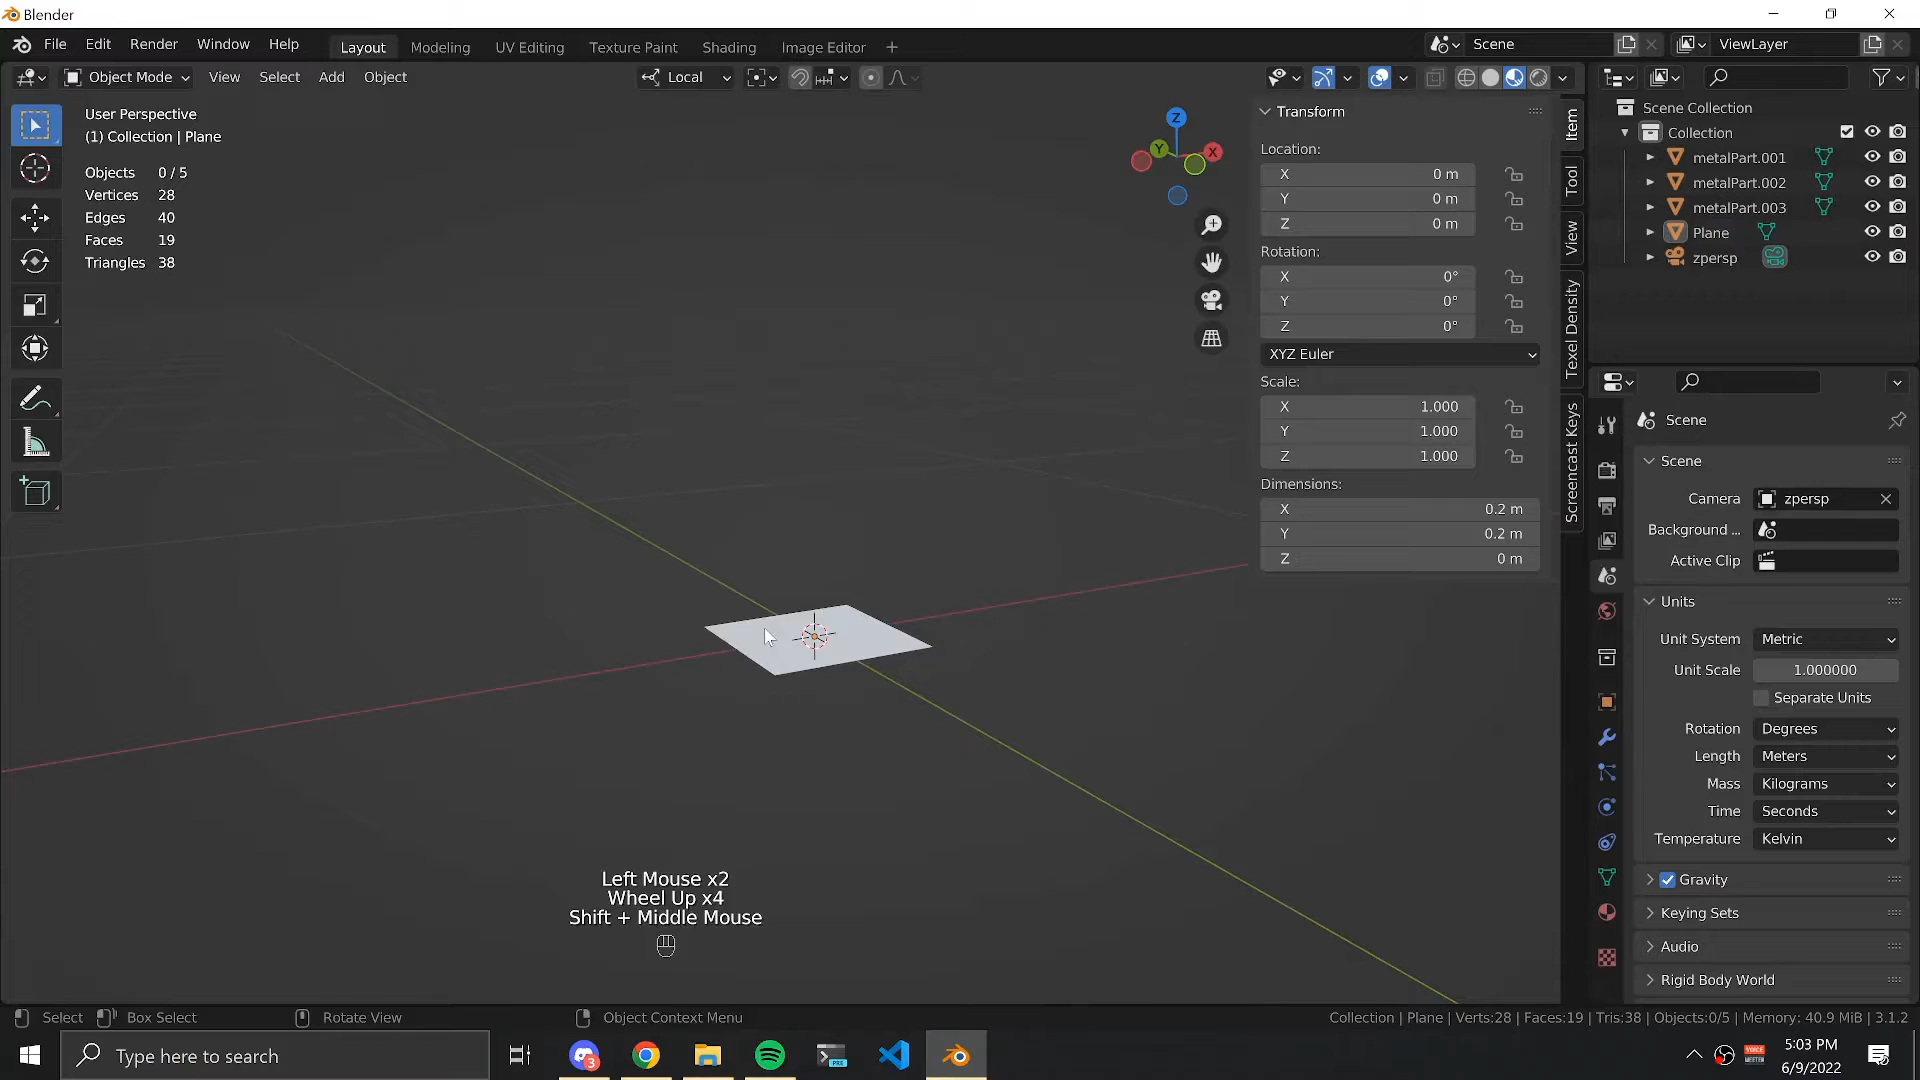 Blender
File Edit Render Window Help Layout Modeling UV Editing Texture Paint Shading Animation Image Editor + Scene ViewLayer
Object Mode View Select Add Object Local
User Perspective
(1) Collection | Plane
Objects 0 / 5
Vertices 28
Edges 40
Faces 19
Triangles 38
Z
Y
X
Transform
Location:
X 0 m
Y 0 m
Z 0 m
Rotation:
X 0°
Y 0°
Z 0°
XYZ Euler
Scale:
X 1.000
Y 1.000
Z 1.000
Dimensions:
X 0.2 m
Y 0.2 m
Z 0 m
Item
Tool
View
Texel Density
Screencast Keys
Scene Collection
Collection
metalPart.001
metalPart.002
metalPart.003
Plane
zpersp
Scene
Scene
Camera zpersp
Background ...
Active Clip
Units
Unit System Metric
Unit Scale 1.000000
Separate Units
Rotation Degrees
Length Meters
Mass Kilograms
Time Seconds
Temperature Kelvin
Gravity
Keying Sets
Audio
Rigid Body World
Left Mouse x2
Wheel Up x4
Shift + Middle Mouse
Select Box Select Rotate View Object Context Menu Collection | Plane | Verts:28 | Faces:19 | Tris:38 | Objects:0/5 | Memory: 40.9 MiB | 3.1.2
Type here to search
3
PRE
5:03 PM
6/9/2022